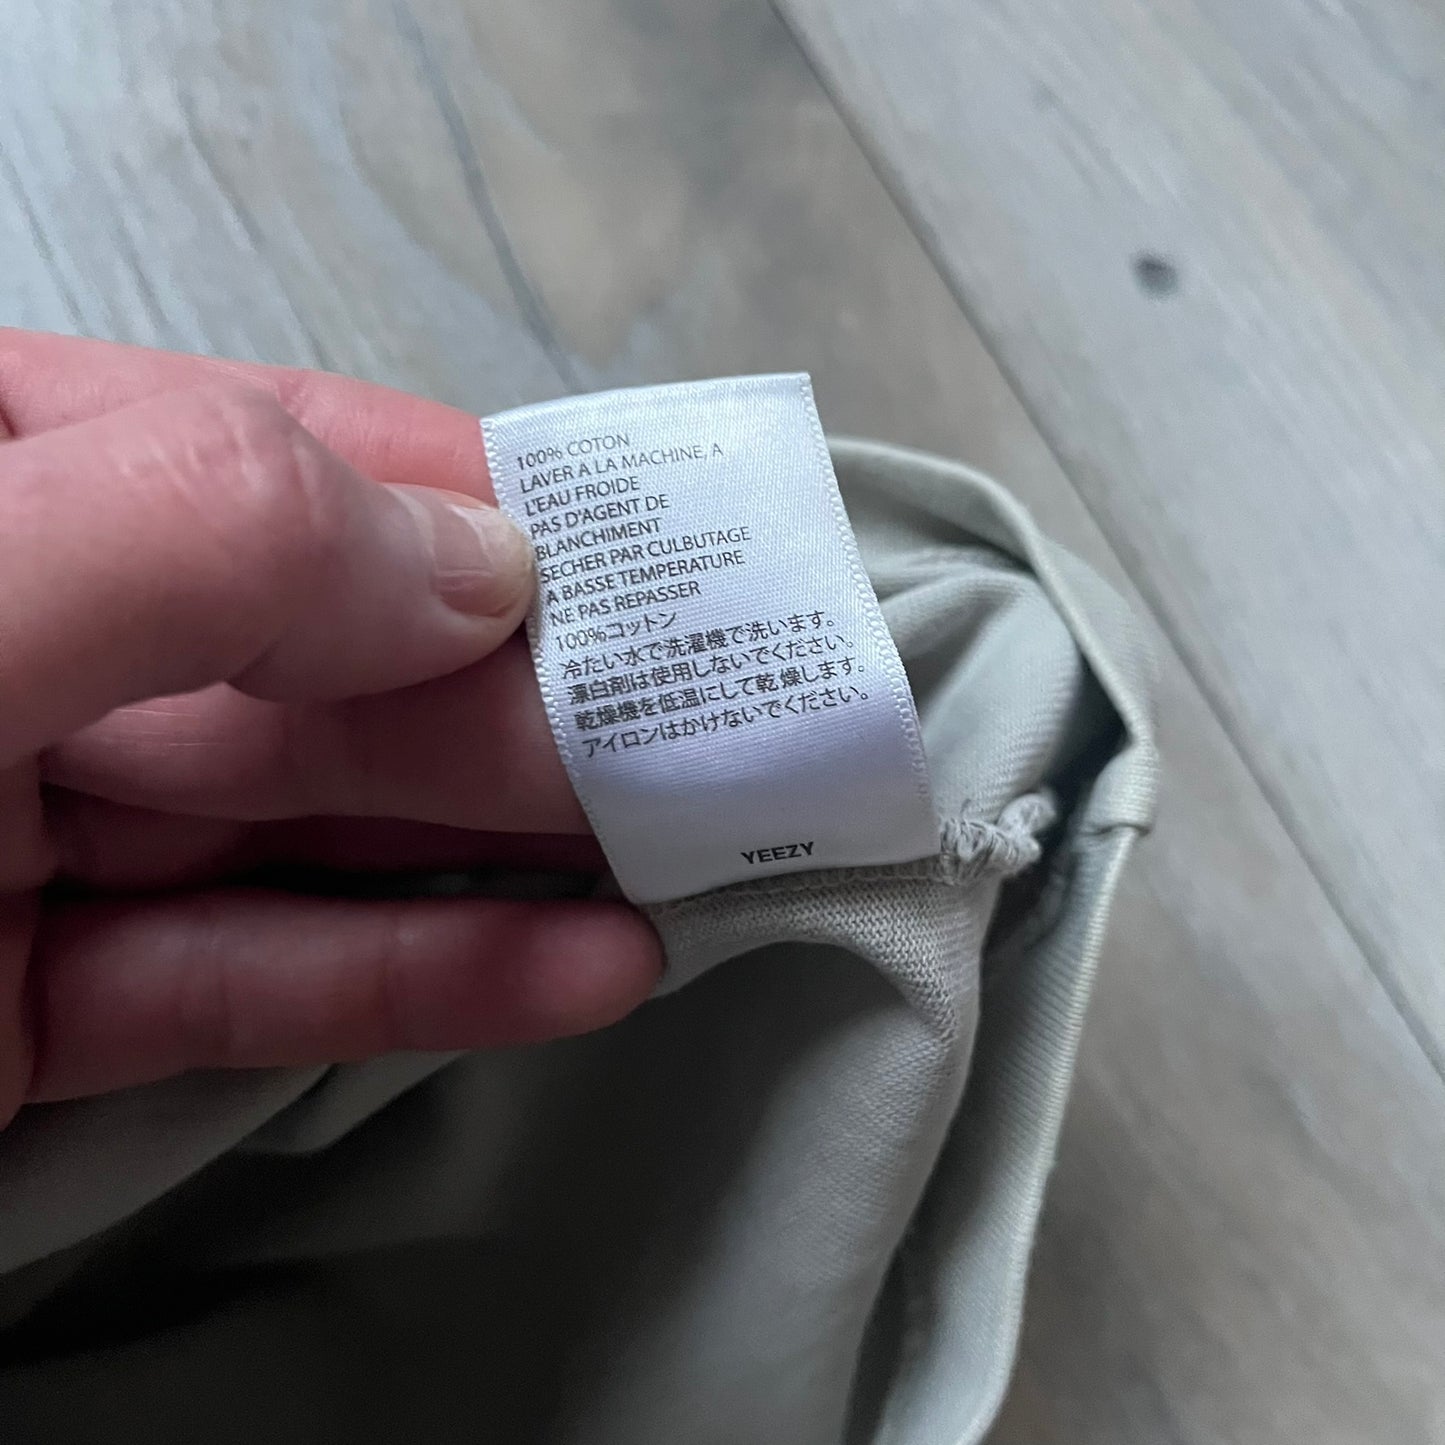 100% COTON
LAVER A LA MACHINE, A
L'EAU FROIDE
PAS D'AGENT DE
BLANCHIMENT
SECHER PAR CULBUTAGE
A BASSE TEMPERATURE
NE PAS REPASSER
100%コットン
冷たい水で洗濯機で洗います。
漂白剤は使用しないでください。
乾燥機を低温にして乾燥します。
アイロンはかけないでください。
YEEZY